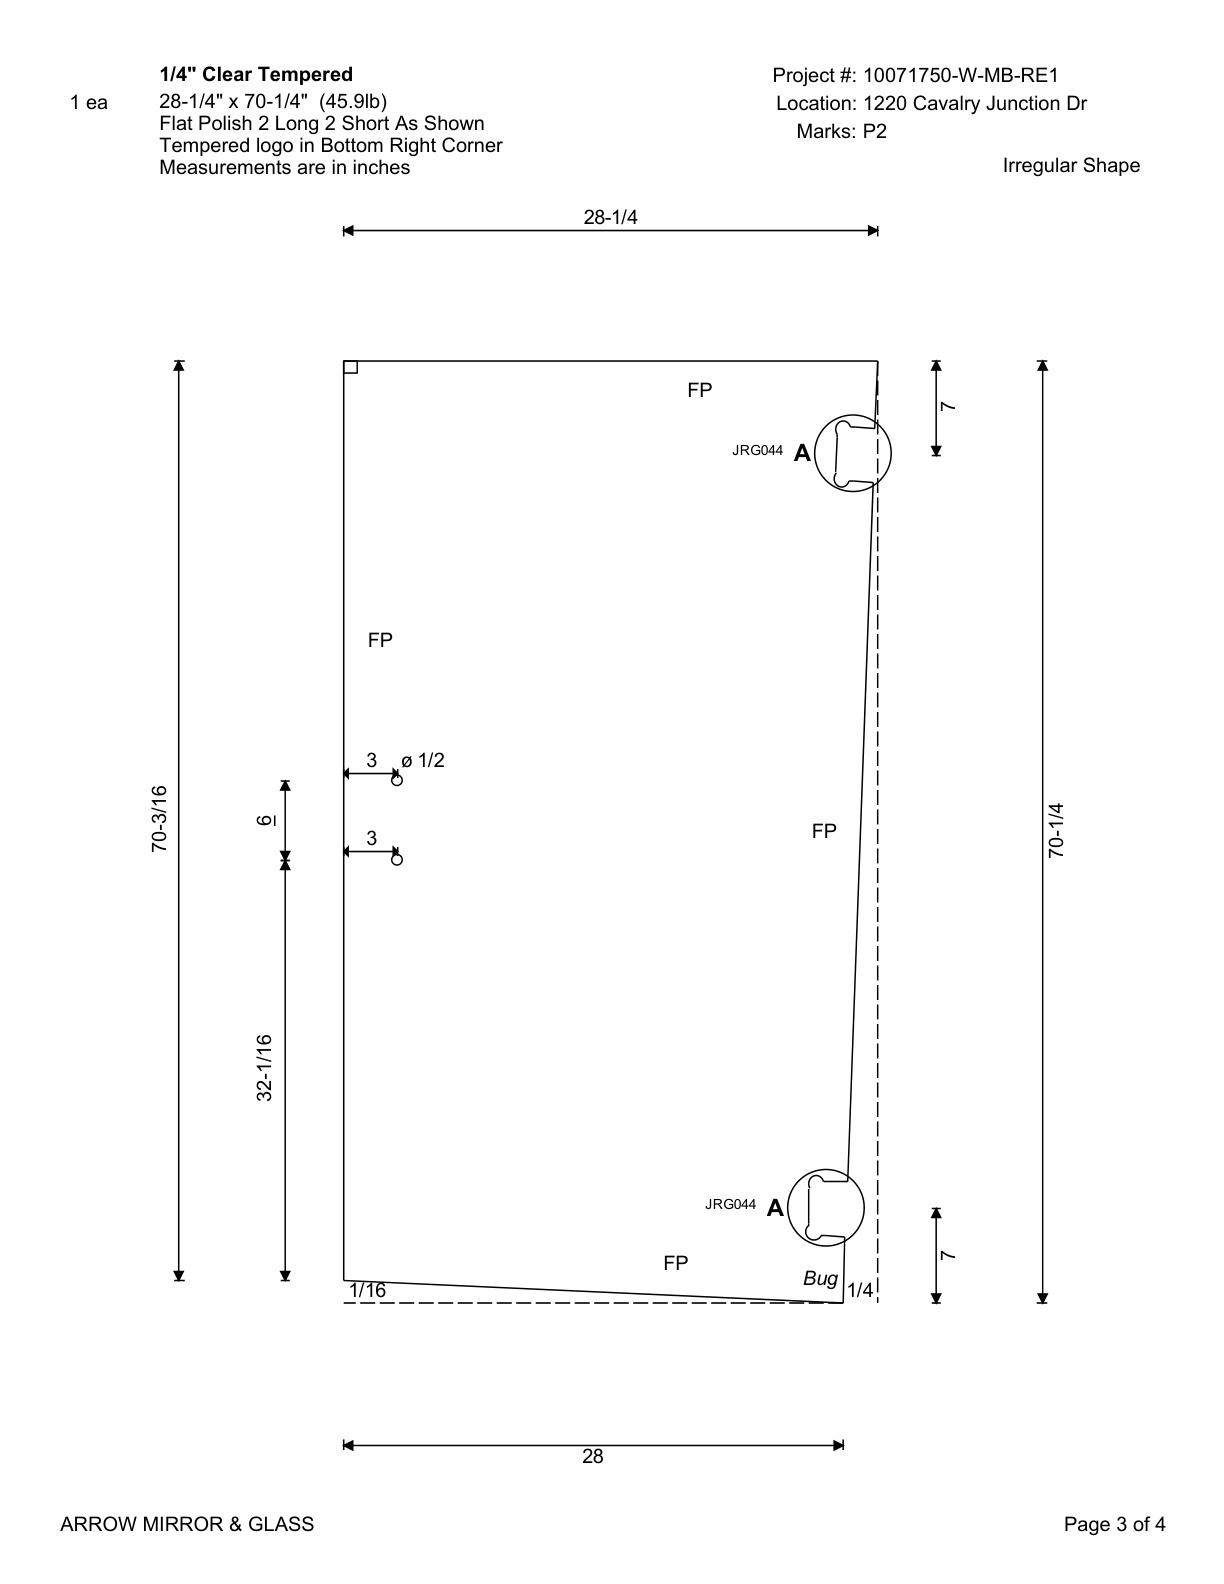 1/4" Clear Tempered
1 ea
28-1/4" x 70-1/4" (45.9lb)
Flat Polish 2 Long 2 Short As Shown
Tempered logo in Bottom Right Corner
Measurements are in inches
Project #: 10071750-W-MB-RE1
Location: 1220 Cavalry Junction Dr
Marks: P2
Irregular Shape
28-1/4
FP
7
JRG044 A
FP
3 ø 1/2
6
3
70-3/16
FP
70-1/4
32-1/16
JRG044 A
7
FP
Bug
1/16
1/4
28
ARROW MIRROR & GLASS
Page 3 of 4